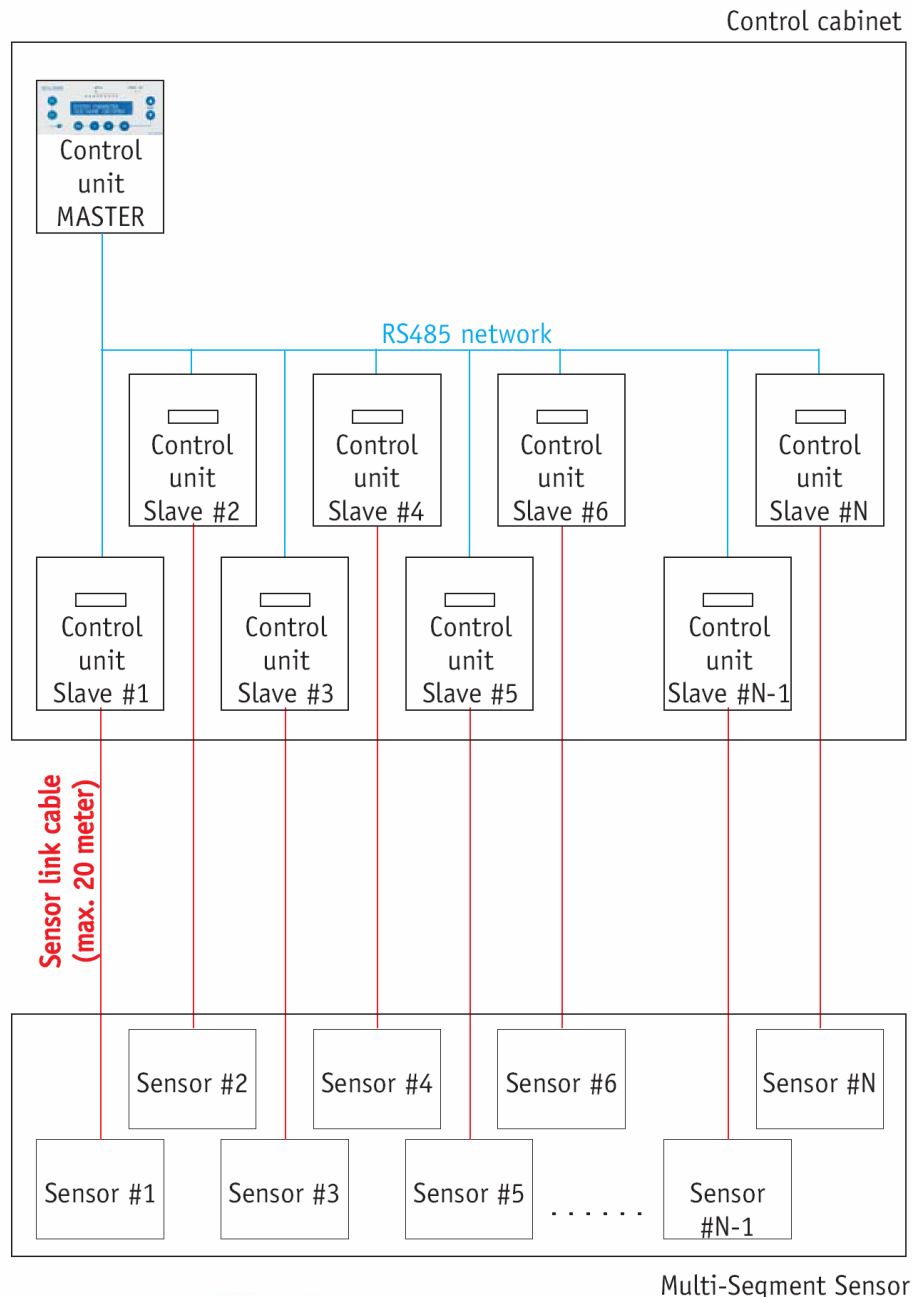 Control cabinet
Control
unit
MASTER
RS485 network
Control
unit
Slave #2
Control
unit
Slave #4
Control
unit
Slave #6
Control
unit
Slave #N
Control
unit
Slave #1
Control
unit
Slave #3
Control
unit
Slave #5
Control
unit
Slave #N-1
Sensor link cable
(max. 20 meter)
Sensor #2
Sensor #4
Sensor #6
Sensor #N
Sensor #1
Sensor #3
Sensor #5
......
Sensor
#N-1
Multi-Segment Sensor